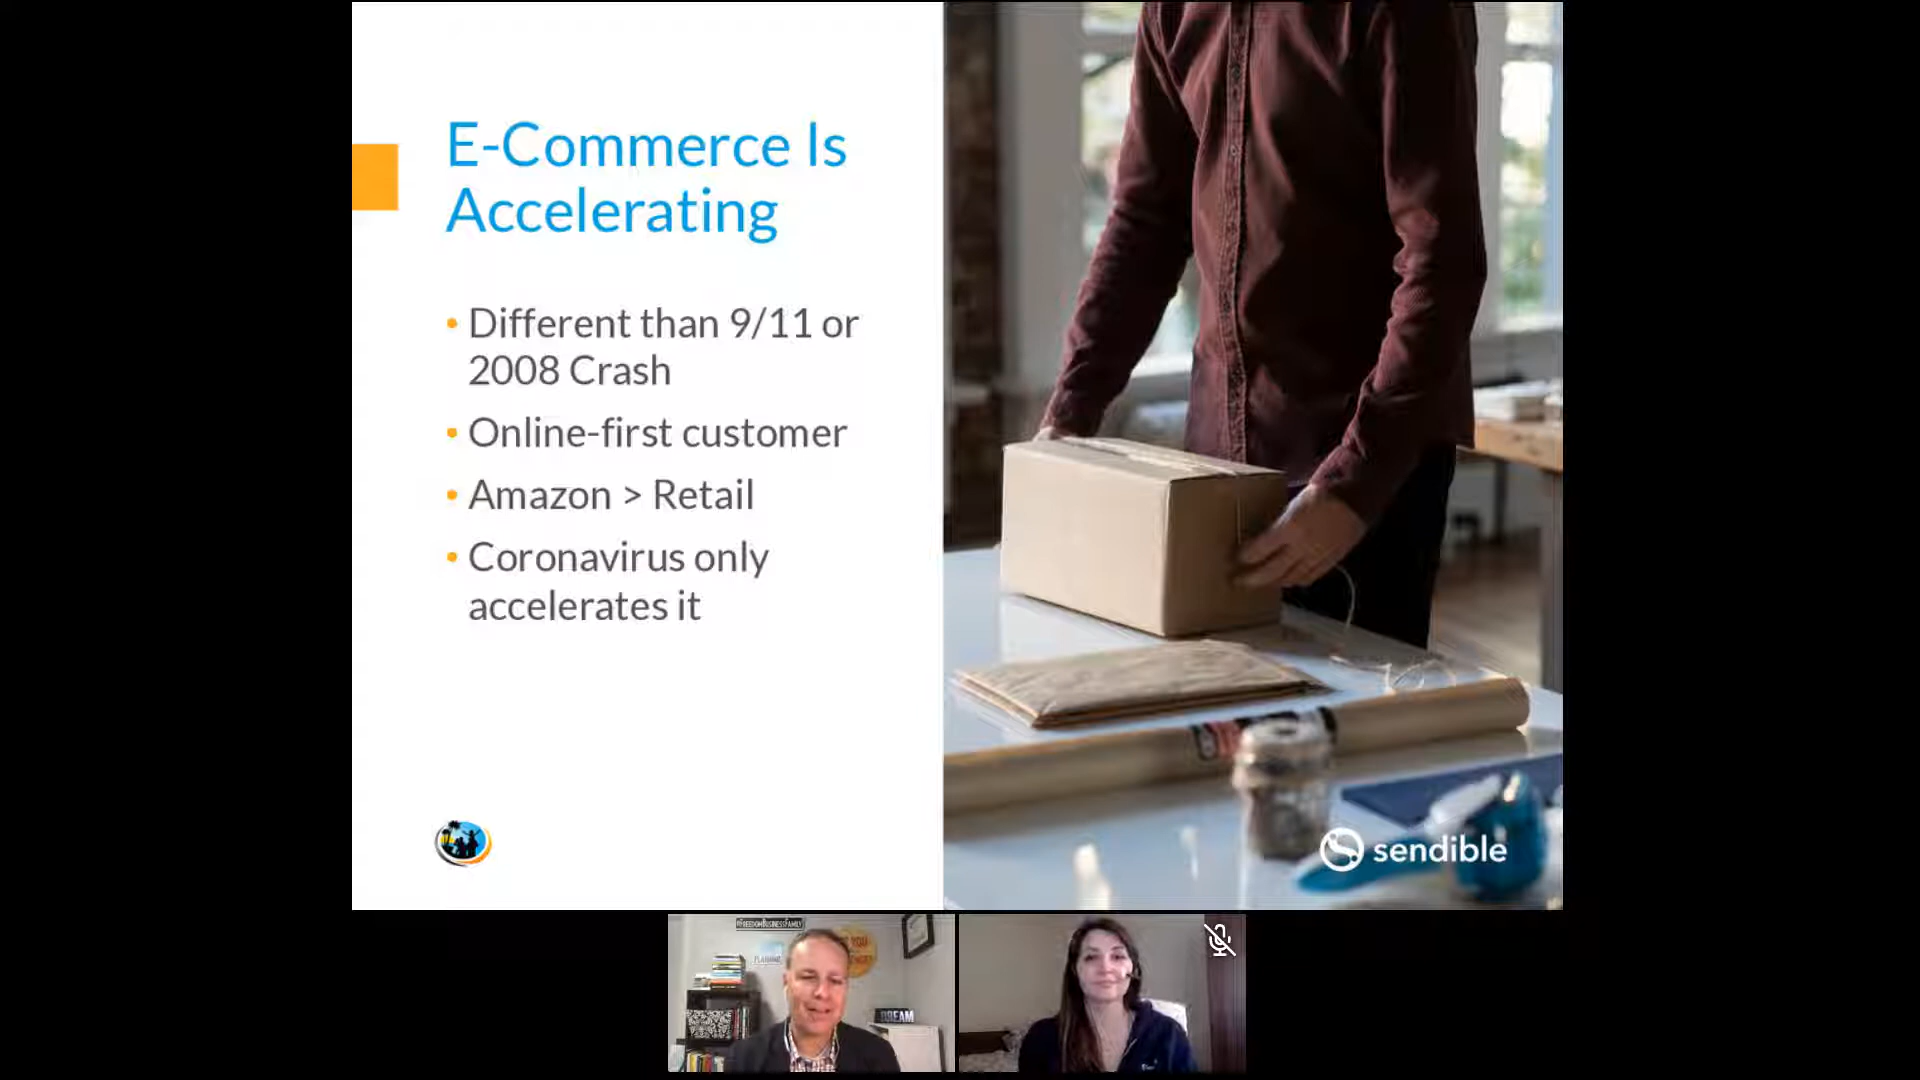 E-Commerce Is
Accelerating
• Different than 9/11 or
2008 Crash
• Online-first customer
• Amazon > Retail
• Coronavirus only
accelerates it
sendible
#FREEDOMBUSINESSFAMILY
DREAM